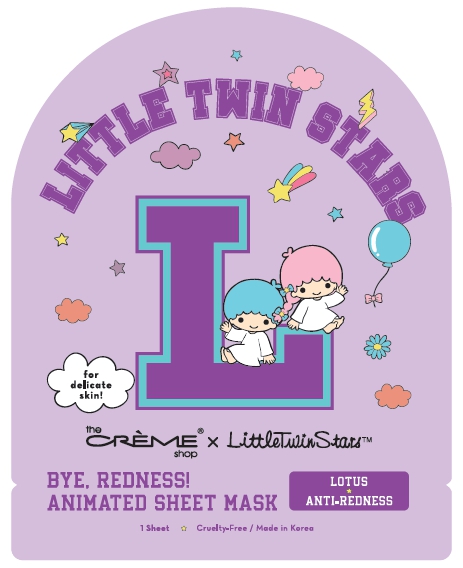 LITTLE TWIN STARS
L
for
delicate
skin!
the
CRÈME® x LittleTwinStars™
shop
BYE, REDNESS!
ANIMATED SHEET MASK
LOTUS
ANTI-REDNESS
1 Sheet ☆ Cruelty-Free / Made in Korea